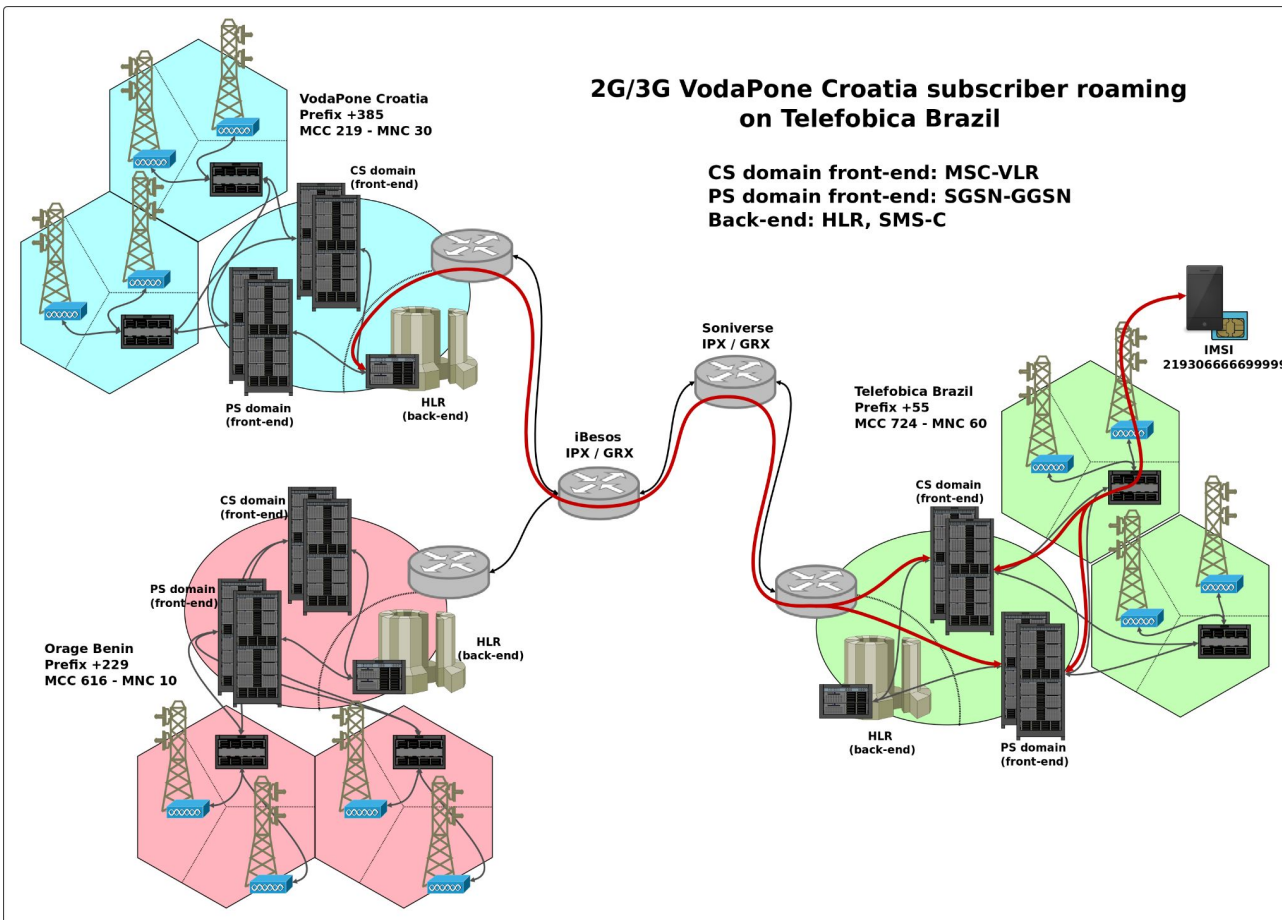 2G/3G VodaPone Croatia subscriber roaming
on Telefobica Brazil
CS domain front-end: MSC-VLR
PS domain front-end: SGSN-GGSN
Back-end: HLR, SMS-C
VodaPone Croatia
Prefix +385
MCC 219 - MNC 30
CS domain
(front-end)
PS domain
(front-end)
HLR
(back-end)
Soniverse
IPX / GRX
iBesos
IPX / GRX
IMSI
219306666699999
Telefobica Brazil
Prefix +55
MCC 724 - MNC 60
CS domain
(front-end)
HLR
(back-end)
PS domain
(front-end)
CS domain
(front-end)
PS domain
(front-end)
HLR
(back-end)
Orage Benin
Prefix +229
MCC 616 - MNC 10